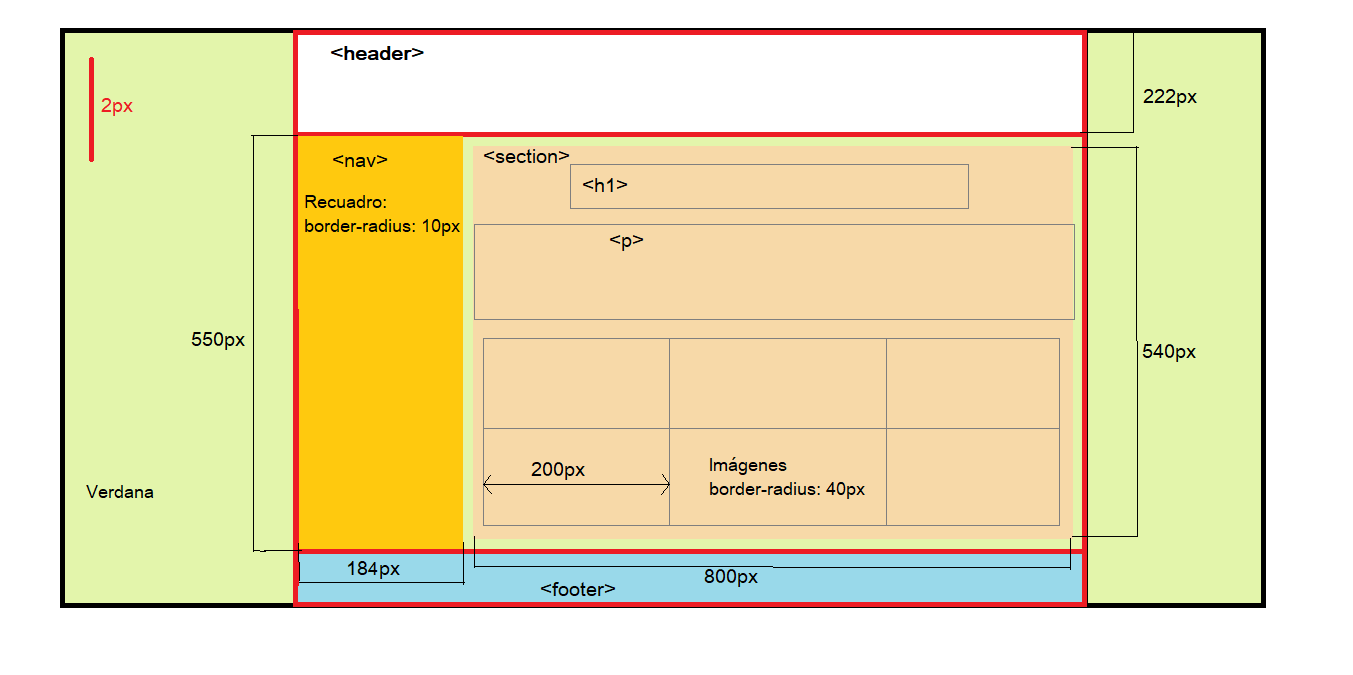 <header>
2px
222px
<nav>
<section>
<h1>
Recuadro:
border-radius: 10px
<p>
550px
540px
200px
Imágenes
border-radius: 40px
Verdana
184px
800px
<footer>